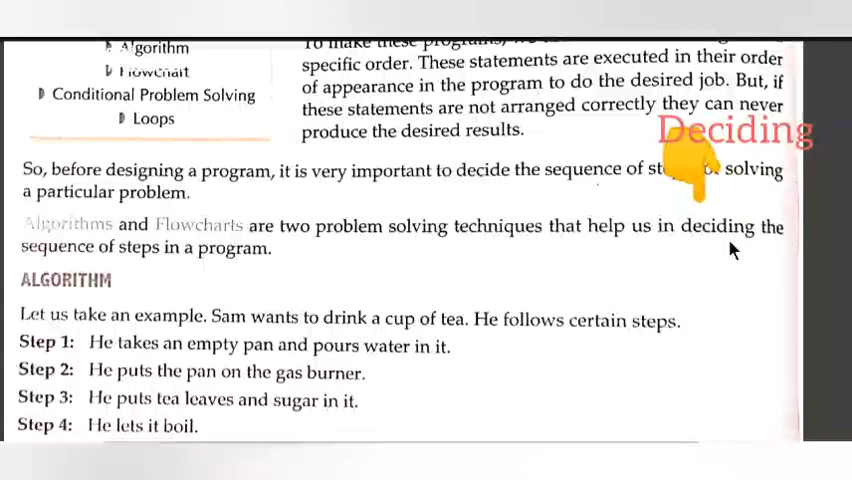 Algorithm
Flowchart
Conditional Problem Solving
Loops
To make these programs,
specific order. These statements are executed in their order
of appearance in the program to do the desired job. But, if
these statements are not arranged correctly they can never
produce the desired results.
Deciding
So, before designing a program, it is very important to decide the sequence of solving
a particular problem.
Algorithms and Flowcharts are two problem solving techniques that help us in deciding the
sequence of steps in a program.
ALGORITHM
Let us take an example. Sam wants to drink a cup of tea. He follows certain steps.
Step 1: He takes an empty pan and pours water in it.
Step 2: He puts the pan on the gas burner.
Step 3: He puts tea leaves and sugar in it.
Step 4: He lets it boil.